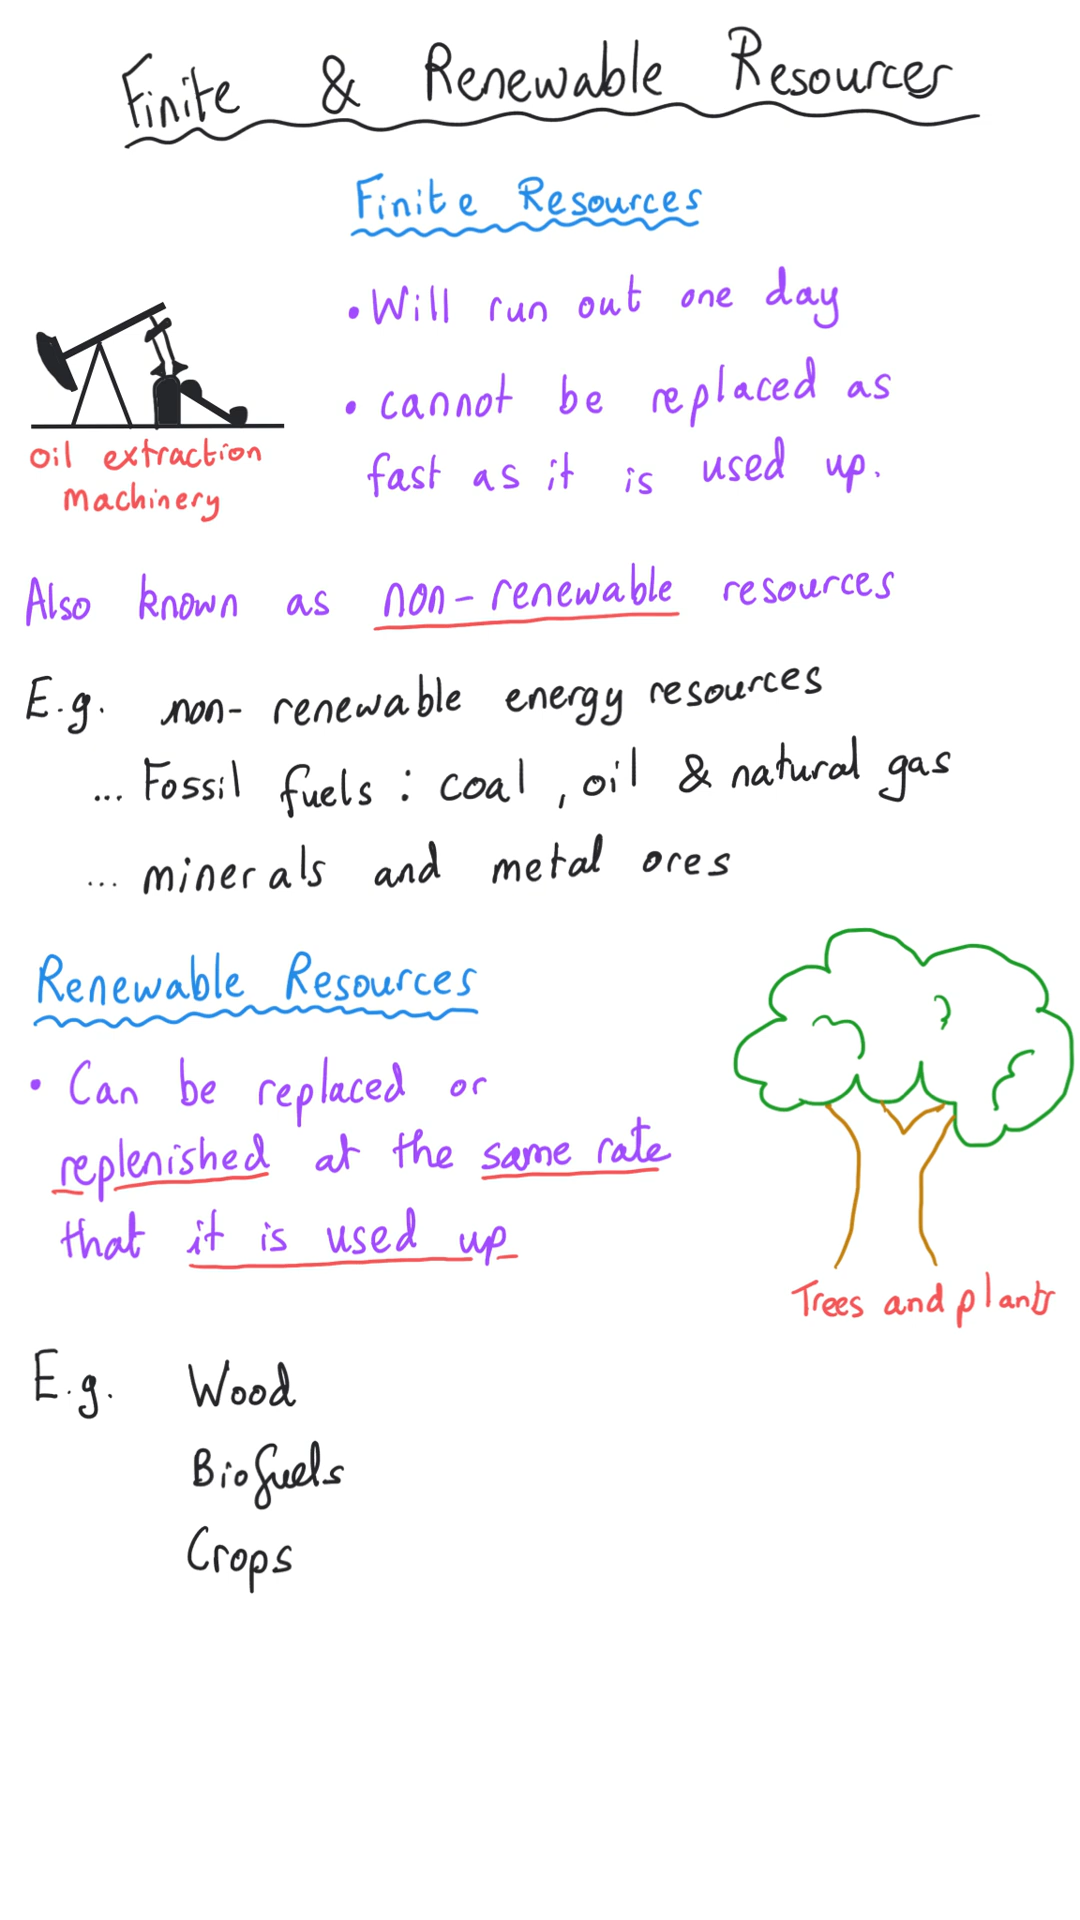 Finite & Renewable Resources
Finite Resources
• Will run out one day
• cannot be replaced as
fast as it is used up.
oil extraction
machinery
Also known as non-renewable resources
E.g. non-renewable energy resources
... Fossil fuels : coal, oil & natural gas
... minerals and metal ores
Renewable Resources
• Can be replaced or
replenished at the same rate
that it is used up
Trees and plants
E.g. Wood
Biofuels
Crops